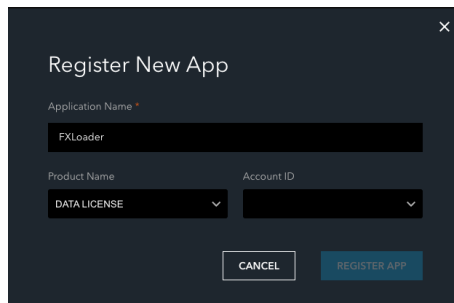 Register New App
Application Name *
FXLoader
Product Name Account ID
DATA LICENSE
CANCEL REGISTER APP